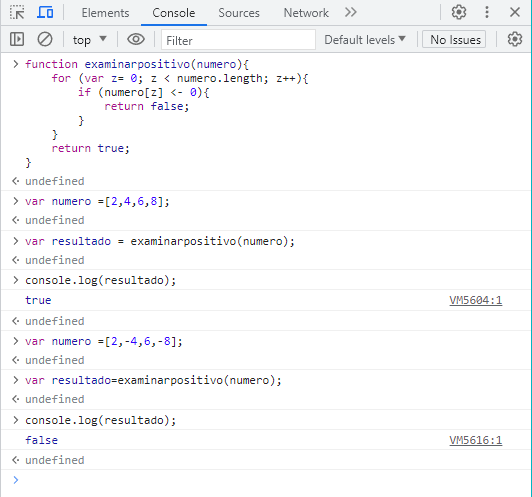 Elements Console Sources Network
top Filter Default levels No Issues
function examinarpositivo(numero){
    for (var z= 0; z < numero.length; z++){
        if (numero[z] <- 0){
            return false;
        }
    }
    return true;
}
undefined
var numero =[2,4,6,8];
undefined
var resultado = examinarpositivo(numero);
undefined
console.log(resultado);
true VM5604:1
undefined
var numero =[2,-4,6,-8];
undefined
var resultado=examinarpositivo(numero);
undefined
console.log(resultado);
false VM5616:1
undefined